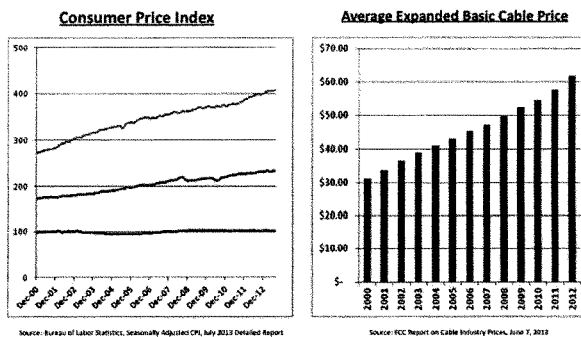 Consumer Price Index
500
400
300
200
100
0
Dec-00
Dec-01
Dec-02
Dec-03
Dec-04
Dec-05
Dec-06
Dec-07
Dec-08
Dec-09
Dec-10
Dec-11
Dec-12
Source: Bureau of Labor Statistics, Seasonally Adjusted CPI, July 2013 Detailed Report
Average Expanded Basic Cable Price
$70.00
$60.00
$50.00
$40.00
$30.00
$20.00
$10.00
$-
2000
2001
2002
2003
2004
2005
2006
2007
2008
2009
2010
2011
2012
Source: FCC Report on Cable Industry Prices, June 7, 2013